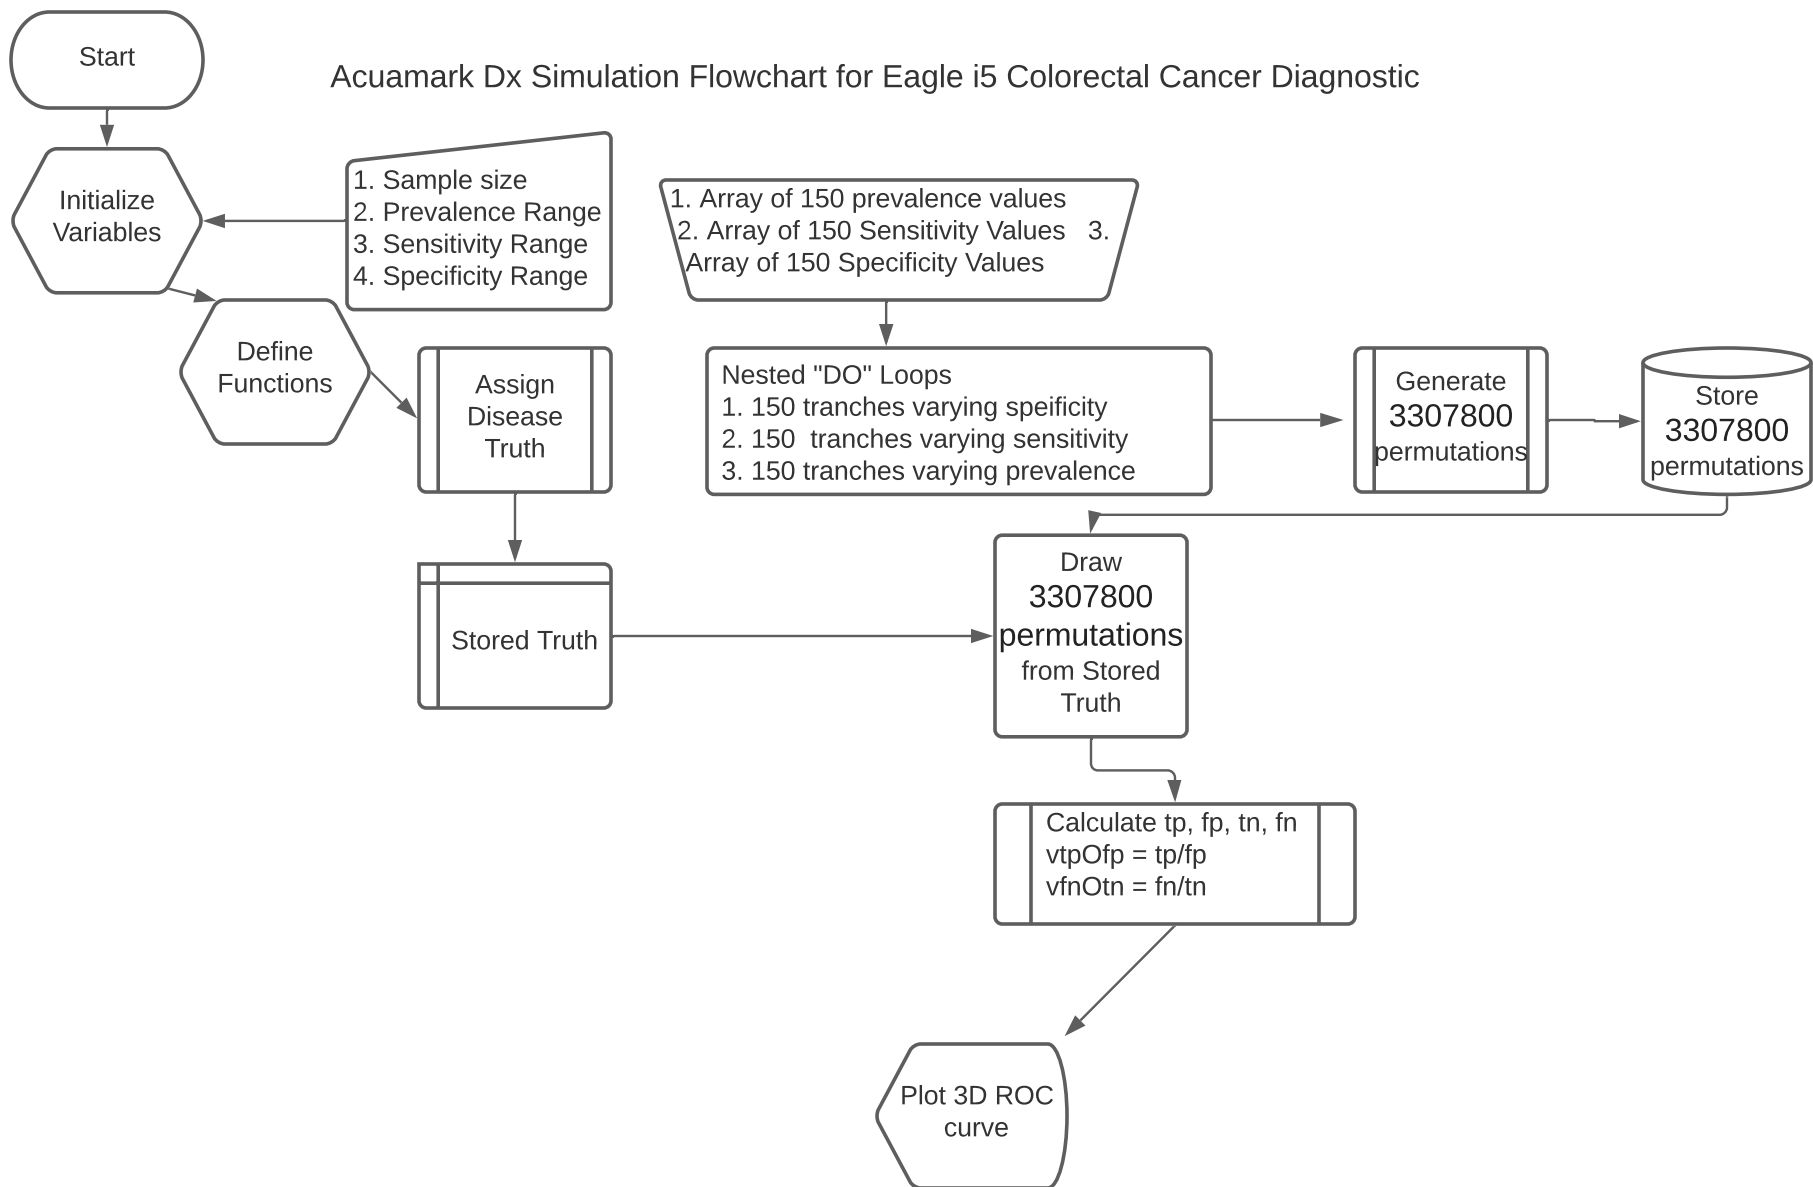 Start
Acuamark Dx Simulation Flowchart for Eagle i5 Colorectal Cancer Diagnostic
Initialize
Variables
1. Sample size
2. Prevalence Range
3. Sensitivity Range
4. Specificity Range
1. Array of 150 prevalence values
2. Array of 150 Sensitivity Values 3.
Array of 150 Specificity Values
Define
Functions
Assign
Disease
Truth
Nested "DO" Loops
1. 150 tranches varying speificity
2. 150 tranches varying sensitivity
3. 150 tranches varying prevalence
Generate
3307800
permutations
Store
3307800
permutations
Stored Truth
Draw
3307800
permutations
from Stored
Truth
Calculate tp, fp, tn, fn
vtpOfp = tp/fp
vfnOtn = fn/tn
Plot 3D ROC
curve